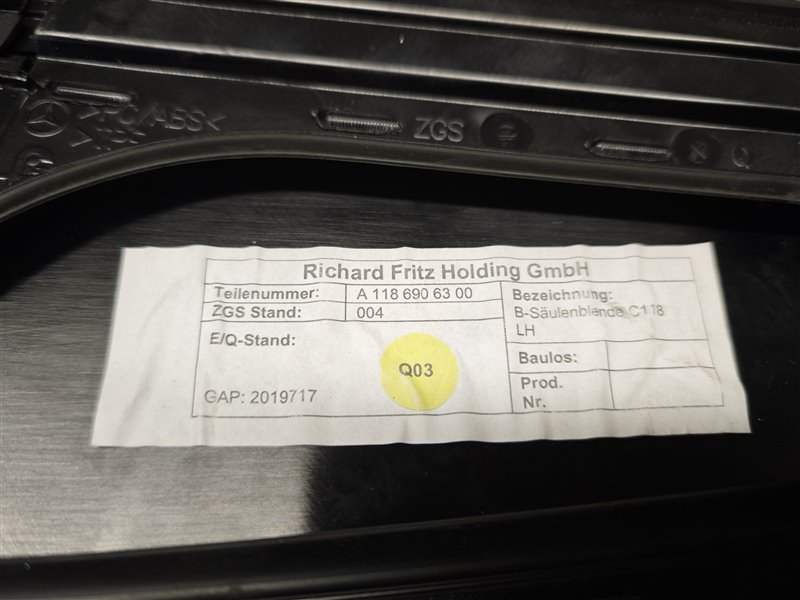 >PC/ABS<
ZGS
Q
Richard Fritz Holding GmbH
Teilenummer: A 118 690 63 00
ZGS Stand: 004
Bezeichnung:
B-Säulenblende C118
LH
E/Q-Stand:
Q03
GAP: 2019717
Baulos:
Prod.
Nr.